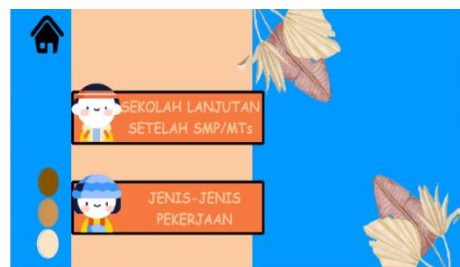 SEKOLAH LANJUTAN
SETELAH SMP/MTs
JENIS-JENIS
PEKERJAAN